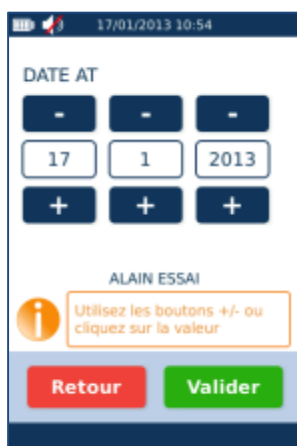 17/01/2013 10:54
DATE AT
- - -
17 1 2013
+ + +
ALAIN ESSAI
Utilisez les boutons +/- ou
cliquez sur la valeur
Retour Valider